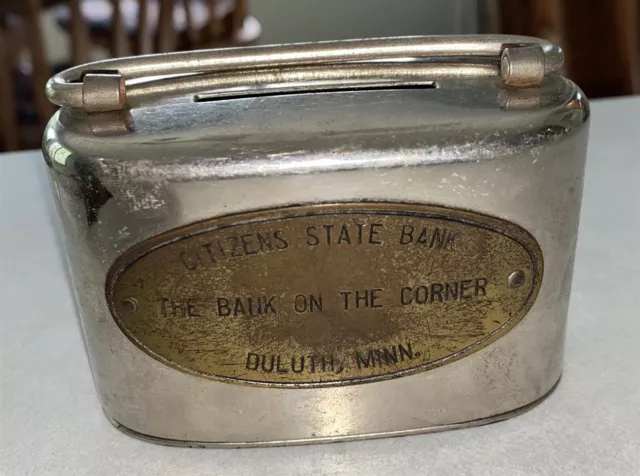 CITIZENS STATE BANK
THE BANK ON THE CORNER
DULUTH, MINN.